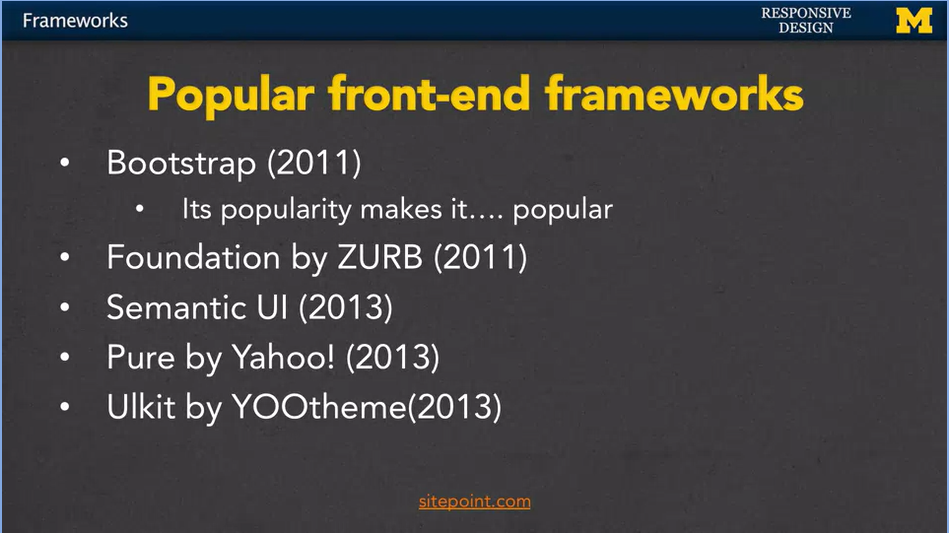 Frameworks
RESPONSIVE
DESIGN
M
Popular front-end frameworks
• Bootstrap (2011)
• Its popularity makes it.... popular
• Foundation by ZURB (2011)
• Semantic UI (2013)
• Pure by Yahoo! (2013)
• Ulkit by YOOtheme(2013)
sitepoint.com